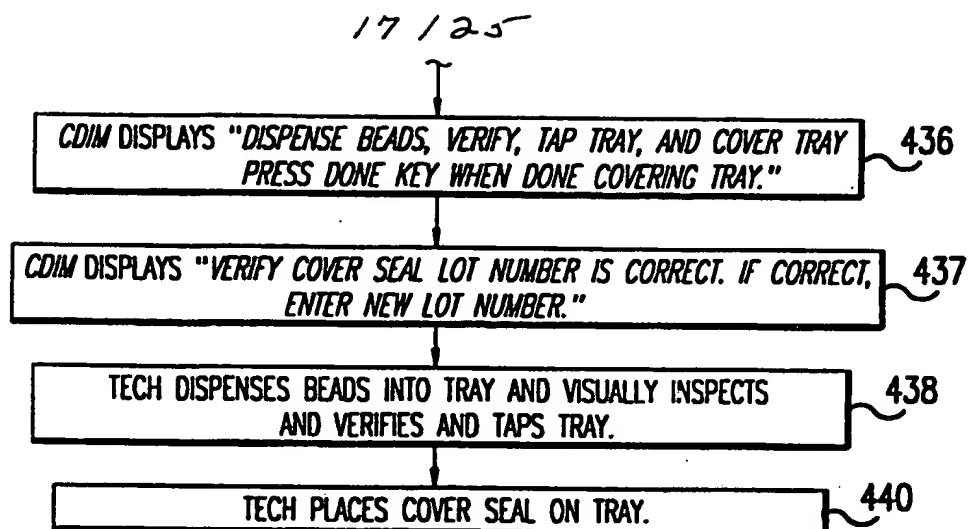 17/25
CDIM DISPLAYS "DISPENSE BEADS, VERIFY, TAP TRAY, AND COVER TRAY
PRESS DONE KEY WHEN DONE COVERING TRAY."
436
CDIM DISPLAYS "VERIFY COVER SEAL LOT NUMBER IS CORRECT. IF CORRECT,
ENTER NEW LOT NUMBER."
437
TECH DISPENSES BEADS INTO TRAY AND VISUALLY INSPECTS
AND VERIFIES AND TAPS TRAY.
438
TECH PLACES COVER SEAL ON TRAY.
440